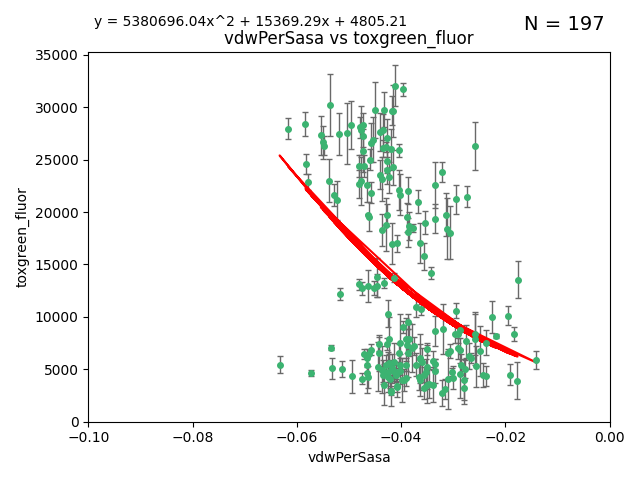 y = 5380696.04x^2 + 15369.29x + 4805.21
N = 197
vdwPerSasa vs toxgreen_fluor
35000
30000
25000
20000
15000
10000
5000
0
toxgreen_fluor
−0.10
−0.08
−0.06
−0.04
−0.02
0.00
vdwPerSasa